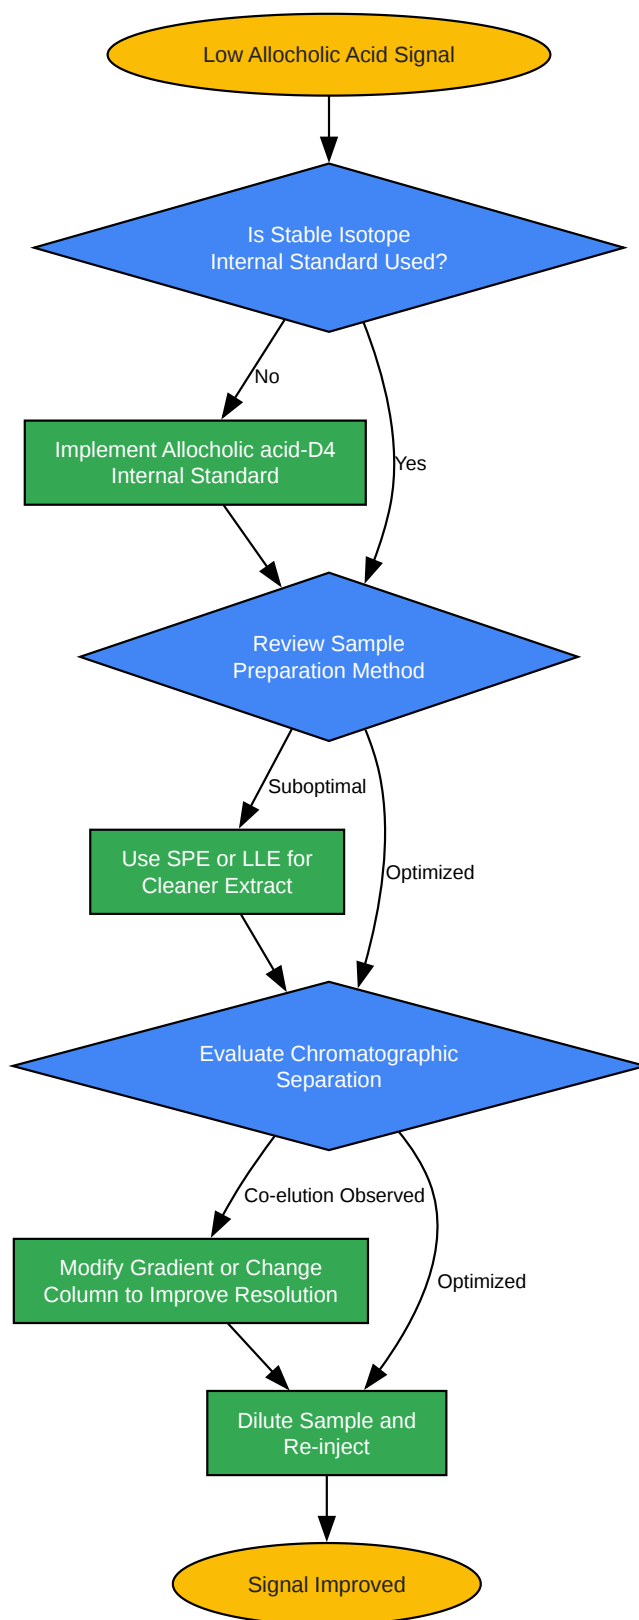 Low Allocholic Acid Signal
Is Stable Isotope
Internal Standard Used?
No
Yes
Implement Allocholic acid-D4
Internal Standard
Review Sample
Preparation Method
Suboptimal
Optimized
Use SPE or LLE for
Cleaner Extract
Evaluate Chromatographic
Separation
Co-elution Observed
Optimized
Modify Gradient or Change
Column to Improve Resolution
Dilute Sample and
Re-inject
Signal Improved